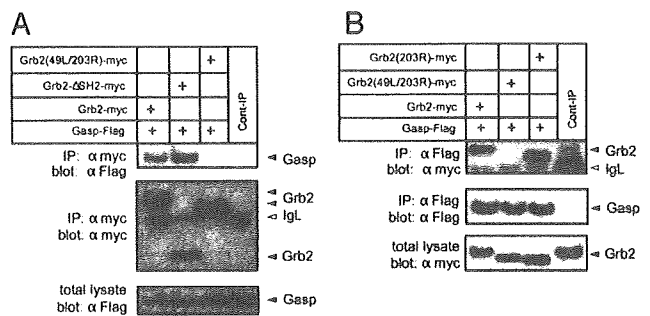 A
Grb2(49L/203R)-myc +
Grb2-ΔSH2-myc +
Grb2-myc +
Gasp-Flag + + +
Cont-IP
IP: α myc
blot: α Flag
Gasp
IP: α myc
blot: α myc
Grb2
IgL
Grb2
total lysate
blot: α Flag
Gasp
B
Grb2(203R)-myc +
Grb2(49L/203R)-myc +
Grb2-myc +
Gasp-Flag + + +
Cont-IP
IP: α Flag
blot: α myc
Grb2
IgL
IP: α Flag
blot: α Flag
Gasp
total lysate
blot: α myc
Grb2